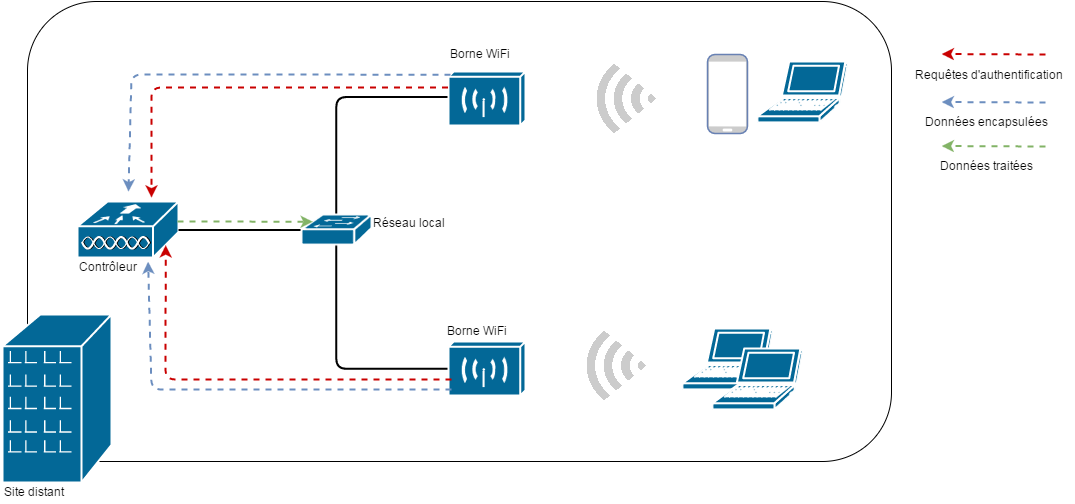 Borne WiFi
Requêtes d'authentification
Données encapsulées
Données traitées
Réseau local
Contrôleur
Borne WiFi
Site distant